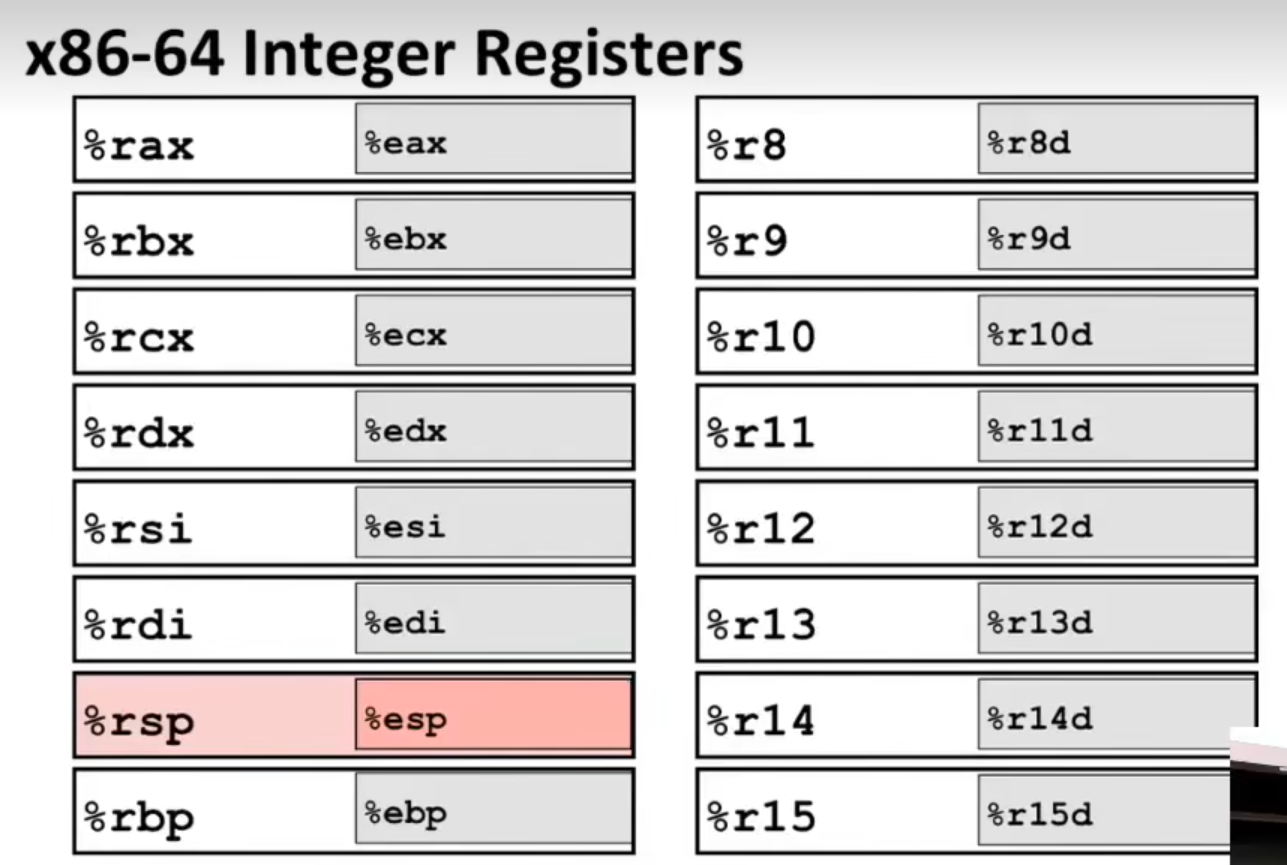 x86-64 Integer Registers
%rax %eax %r8 %r8d
%rbx %ebx %r9 %r9d
%rcx %ecx %r10 %r10d
%rdx %edx %r11 %r11d
%rsi %esi %r12 %r12d
%rdi %edi %r13 %r13d
%rsp %esp %r14 %r14d
%rbp %ebp %r15 %r15d